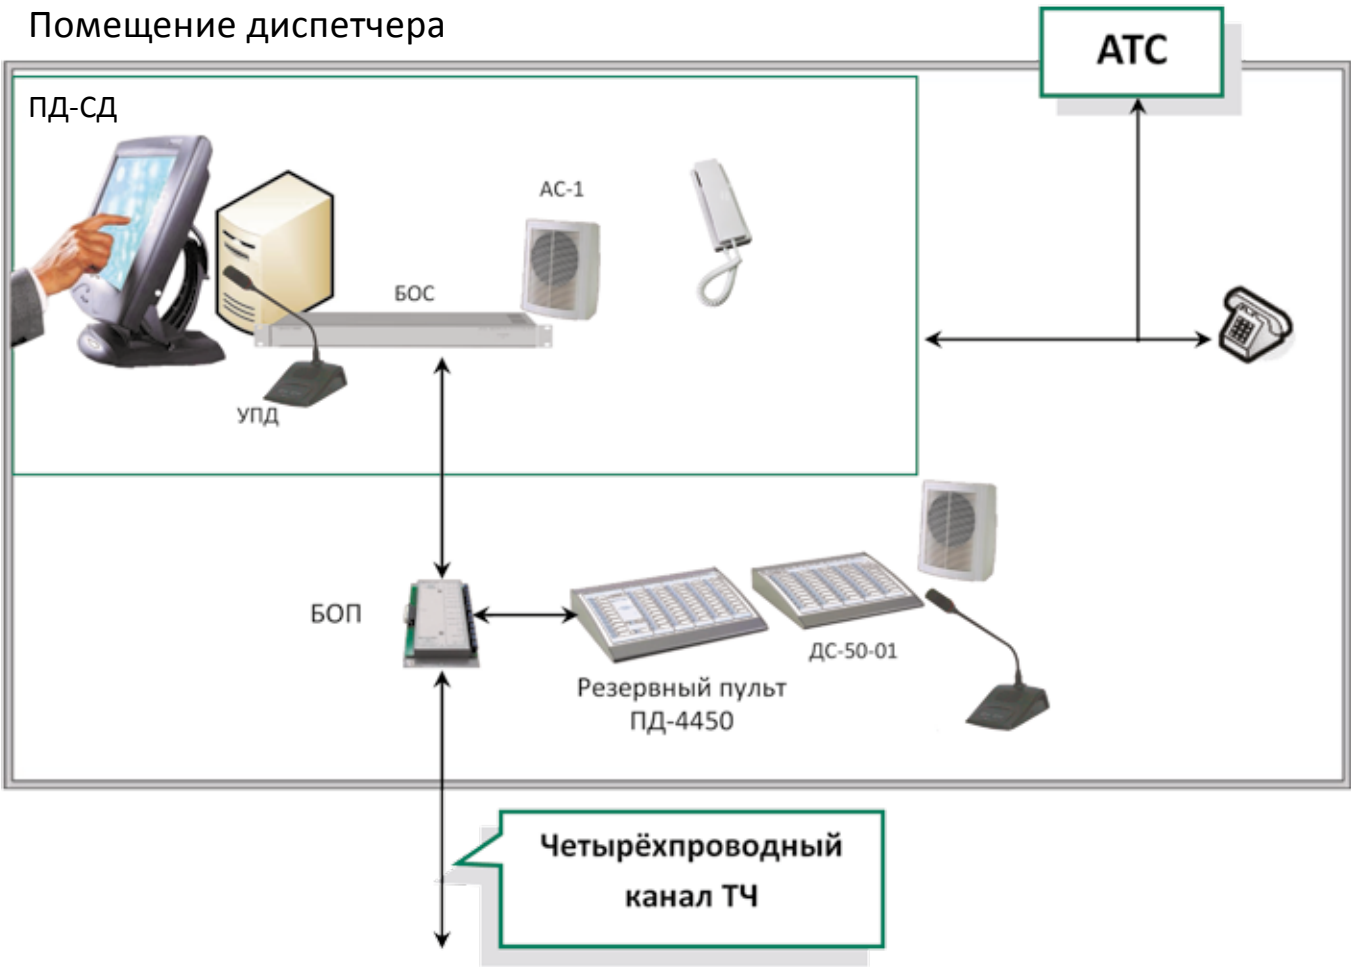 Помещение диспетчера
АТС
ПД-СД
АС-1
БОС
УПД
БОП
ДС-50-01
Резервный пульт
ПД-4450
Четырёхпроводный
канал ТЧ